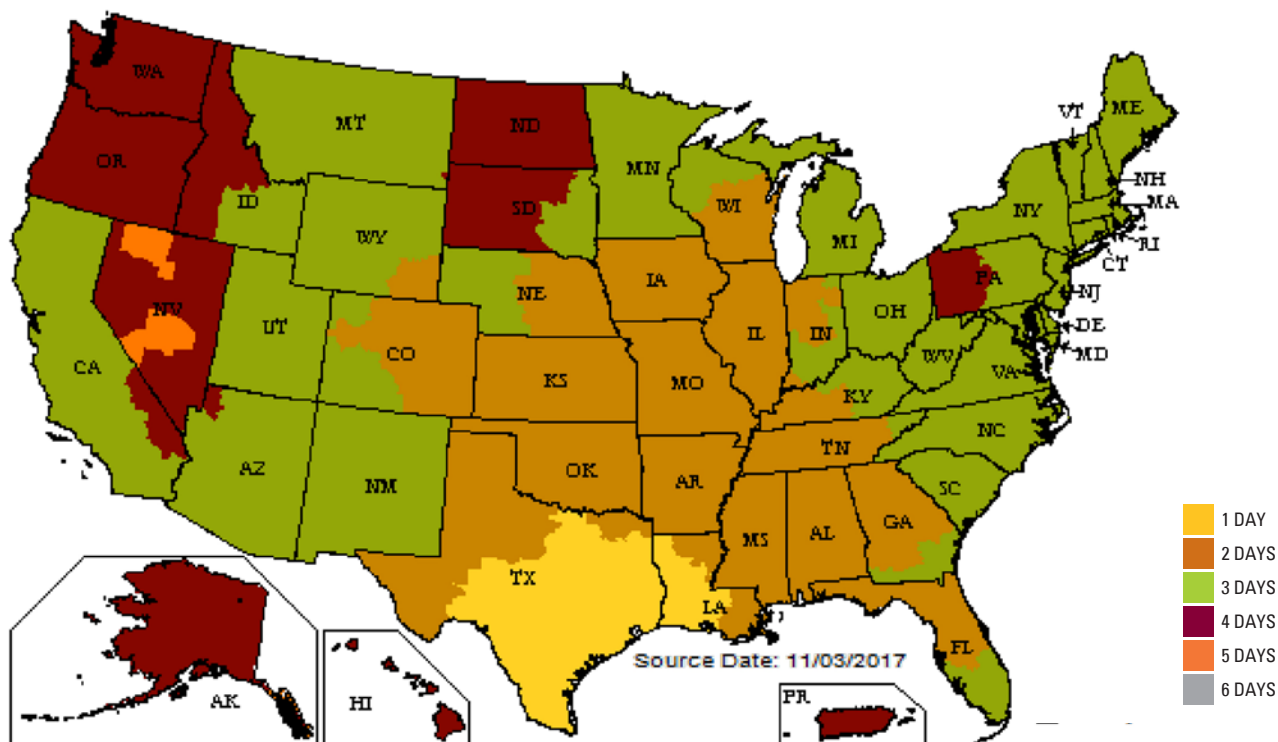 WA
MT
ND
MN
VT
ME
OR
ID
SD
WI
MI
NY
NH
MA
RI
CT
WY
NE
IA
PA
NJ
NV
UT
CO
IL
IN
OH
DE
MD
CA
KS
MO
WV
VA
KY
AZ
NM
OK
AR
TN
NC
SC
TX
MS
AL
GA
LA
FL
Source Date: 11/03/2017
AK
HI
PR
1 DAY
2 DAYS
3 DAYS
4 DAYS
5 DAYS
6 DAYS